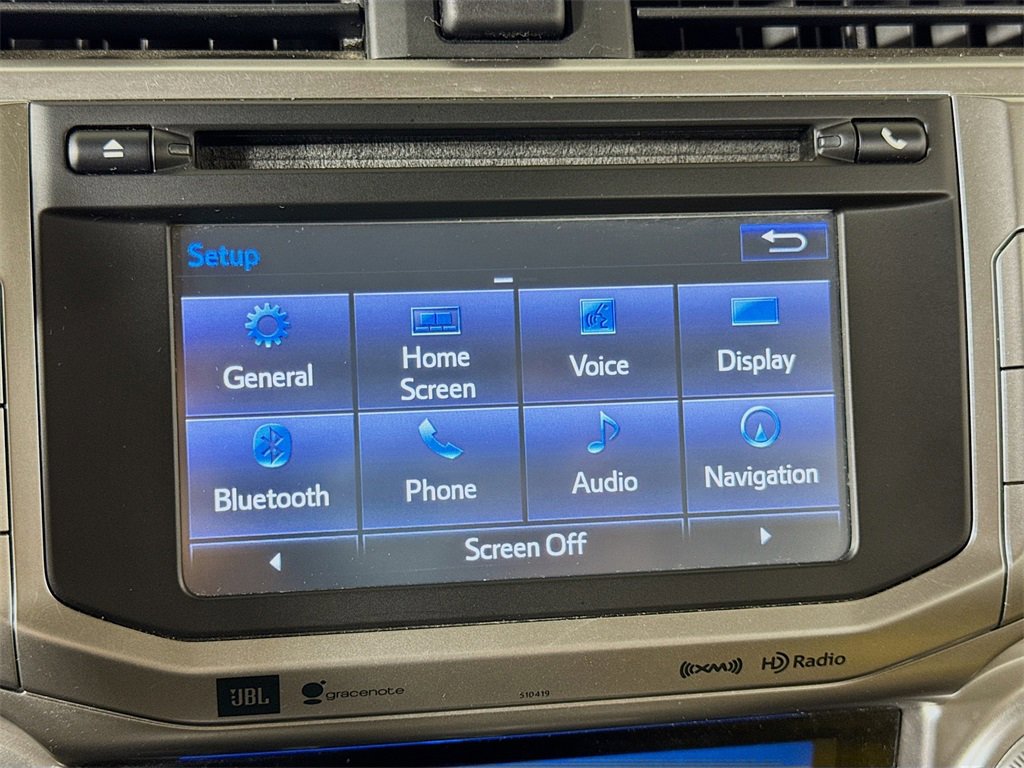 Setup
General
Home
Screen
Voice
Display
Bluetooth
Phone
Audio
Navigation
Screen Off
JBL
gracenote
510419
((XM))
HD Radio